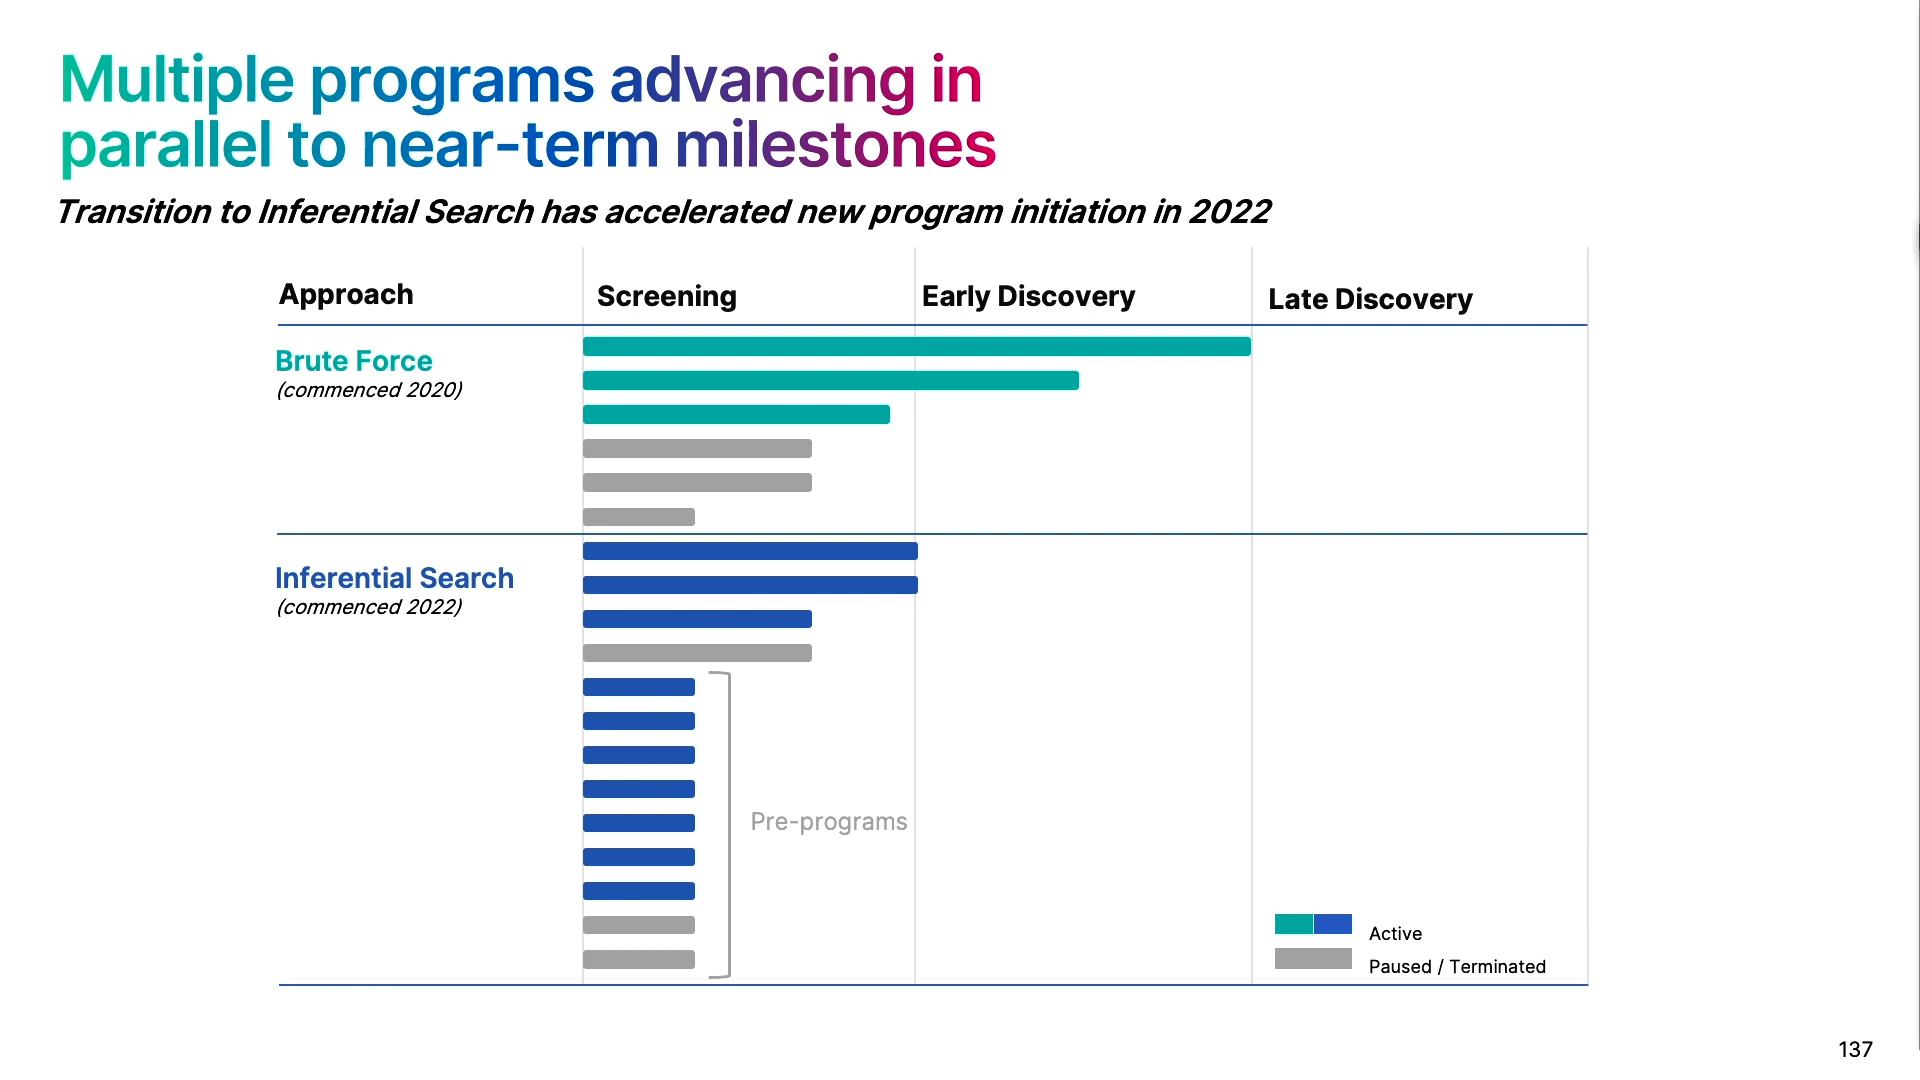 Multiple programs advancing in
parallel to near-term milestones
Transition to Inferential Search has accelerated new program initiation in 2022
Approach
Screening
Early Discovery
Late Discovery
Brute Force
(commenced 2020)
Inferential Search
(commenced 2022)
Pre-programs
Active
Paused / Terminated
137